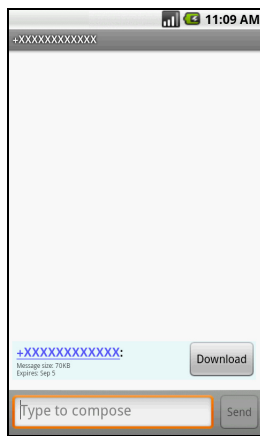 11:09 AM
+XXXXXXXXXXXX
+XXXXXXXXXXXX:
Message size: 70KB
Expires: Sep 5
Download
Type to compose
Send